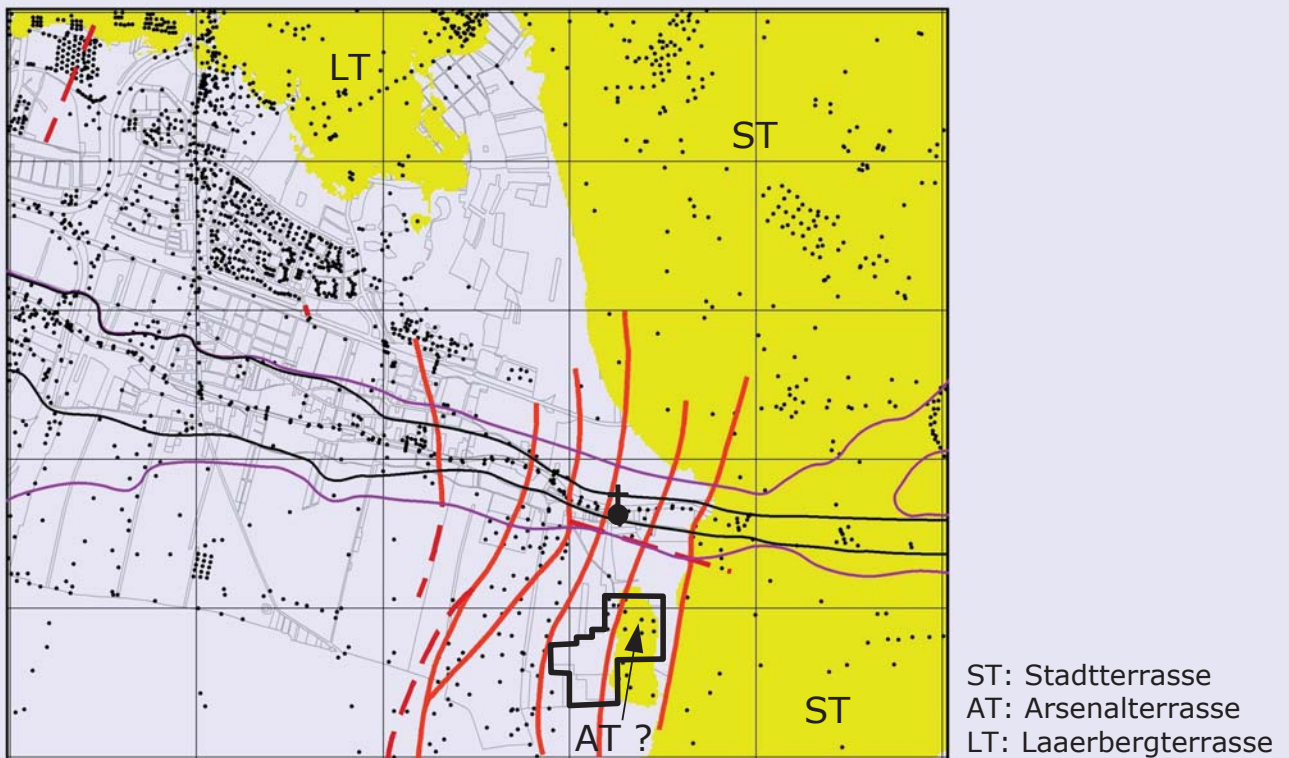 LT
ST
ST
AT ?
ST: Stadtterrasse
AT: Arsenalterrasse
LT: Laaerbergterrasse